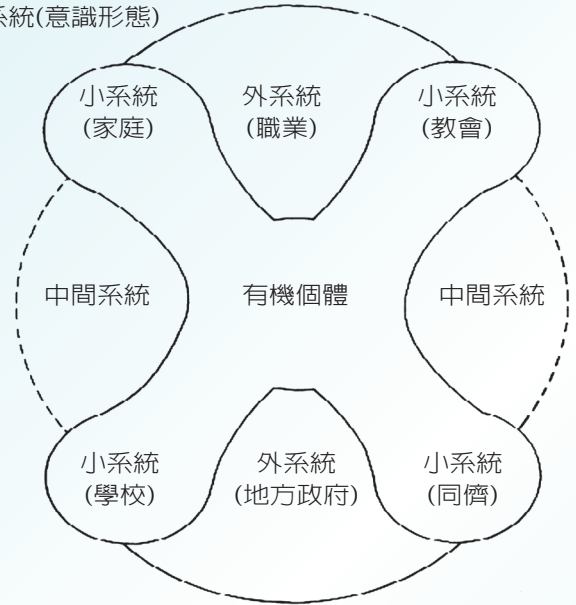 系統(意識形態)
小系統
(家庭)
外系統
(職業)
小系統
(教會)
中間系統
有機個體
中間系統
小系統
(學校)
外系統
(地方政府)
小系統
(同儕)